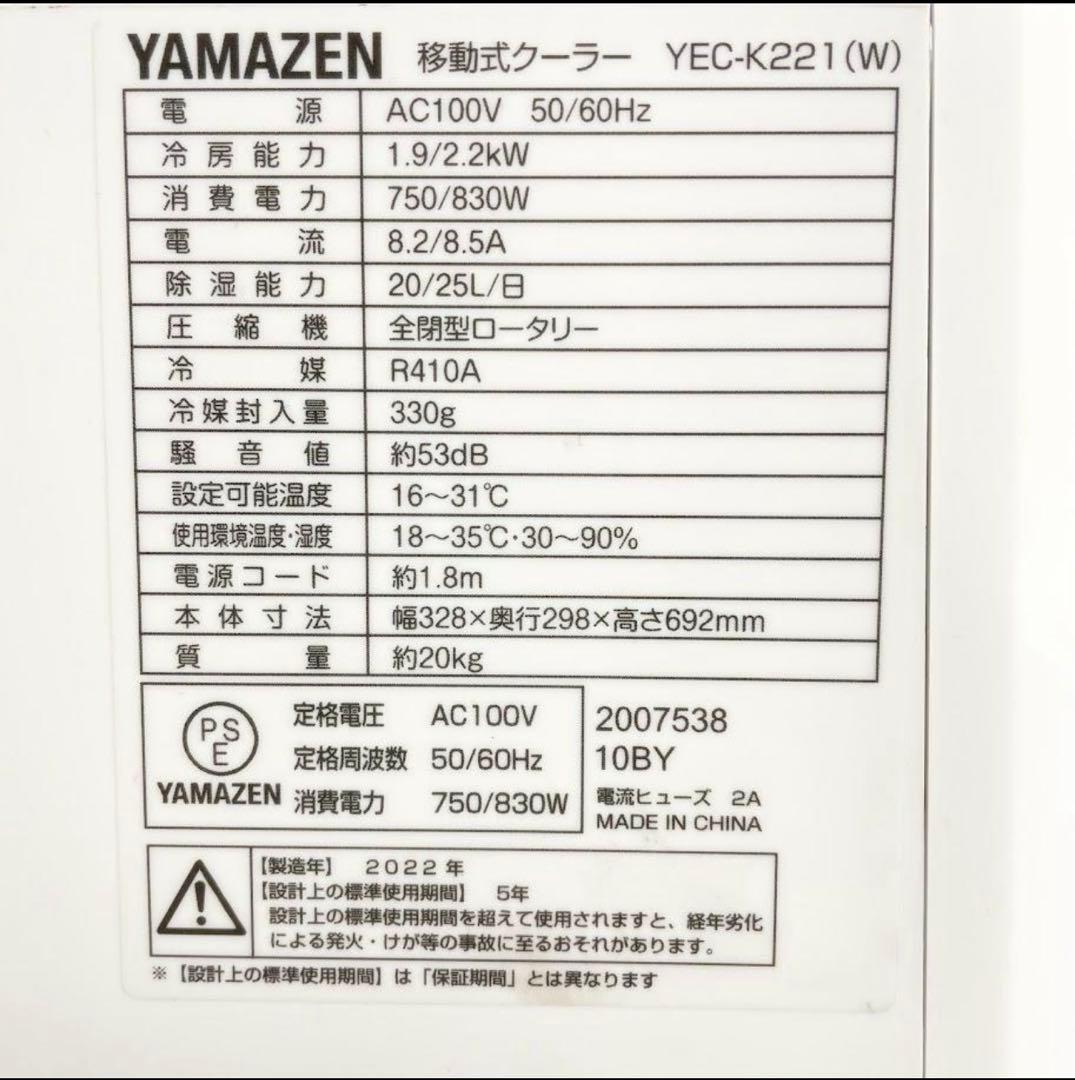 YAMAZEN 移動式クーラー YEC-K221(W)
電源 AC100V 50/60Hz
冷房能力 1.9/2.2kW
消費電力 750/830W
電流 8.2/8.5A
除湿能力 20/25L/日
圧縮機 全閉型ロータリー
冷媒 R410A
冷媒封入量 330g
騒音値 約53dB
設定可能温度 16～31℃
使用環境温度・湿度 18～35℃・30～90%
電源コード 約1.8m
本体寸法 幅328×奥行298×高さ692mm
質量 約20kg
PSE
YAMAZEN
定格電圧 AC100V
定格周波数 50/60Hz
消費電力 750/830W
2007538
10BY
電流ヒューズ 2A
MADE IN CHINA
【製造年】 2022年
【設計上の標準使用期間】 5年
設計上の標準使用期間を超えて使用されますと、経年劣化
による発火・けが等の事故に至るおそれがあります。
※【設計上の標準使用期間】は「保証期間」とは異なります